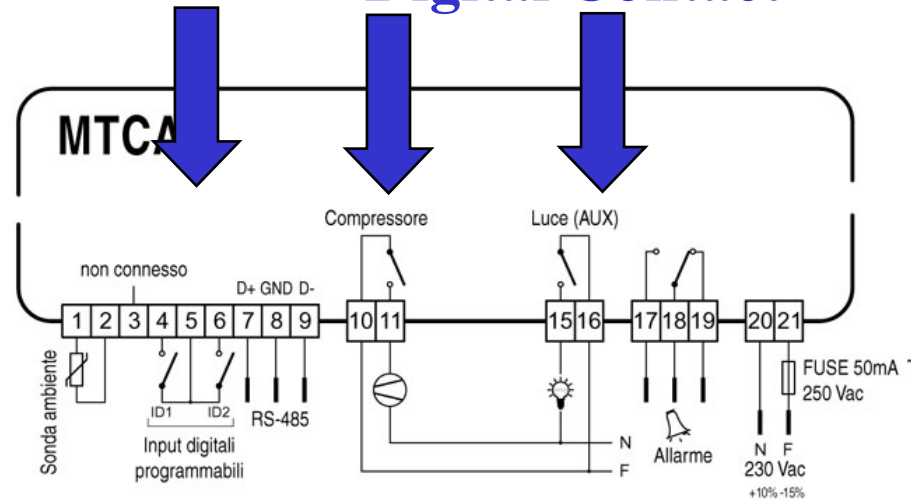 MTCA
Compressore
Luce (AUX)
non connesso
D+ GND D-
1 2 3 4 5 6 7 8 9 10 11 15 16 17 18 19 20 21
Sonda ambiente
ID1 ID2
RS-485
Input digitali
programmabili
N
F
Allarme
FUSE 50mA T
250 Vac
N F
230 Vac
+10% -15%